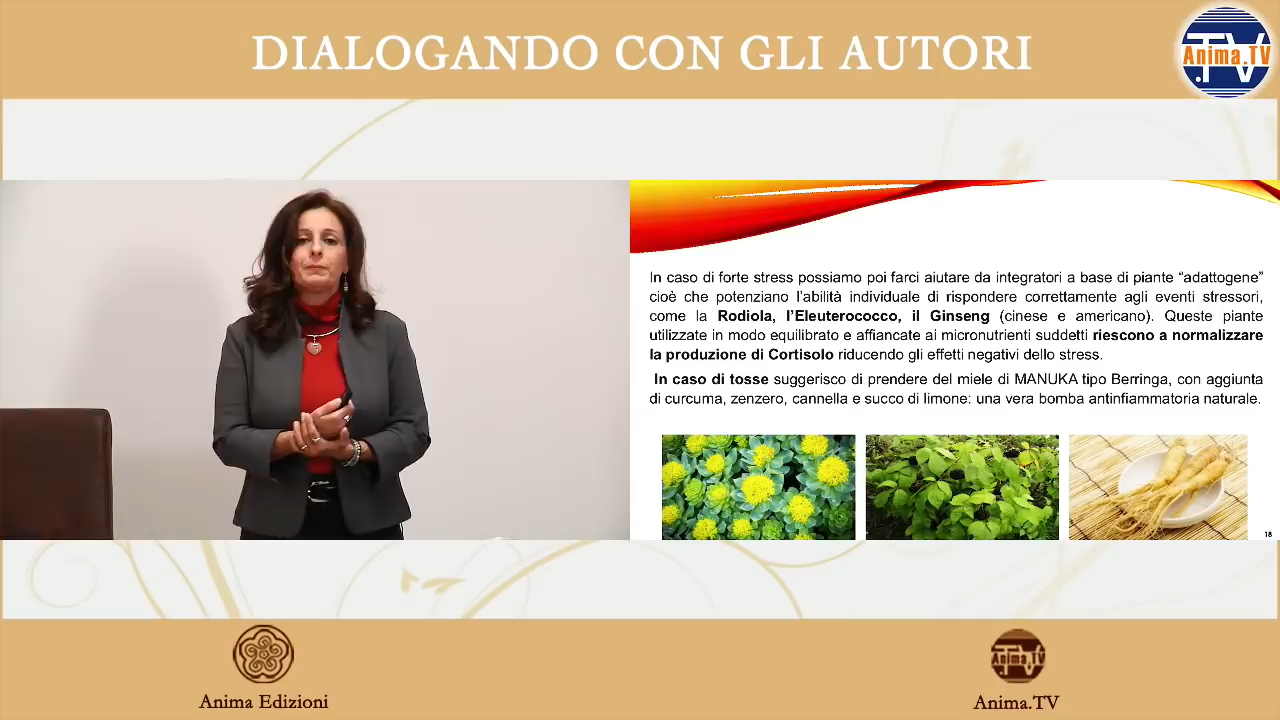 DIALOGANDO CON GLI AUTORI
Anima.TV
In caso di forte stress possiamo poi farci aiutare da integratori a base di piante “adattogene”
cioè che potenziano l’abilità individuale di rispondere correttamente agli eventi stressori,
come la Rodiola, l’Eleuterococco, il Ginseng (cinese e americano). Queste piante
utilizzate in modo equilibrato e affiancate ai micronutrienti suddetti riescono a normalizzare
la produzione di Cortisolo riducendo gli effetti negativi dello stress.
In caso di tosse suggerisco di prendere del miele di MANUKA tipo Berringa, con aggiunta
di curcuma, zenzero, cannella e succo di limone: una vera bomba antinfiammatoria naturale.
18
Anima Edizioni
Anima.TV
Anima.TV